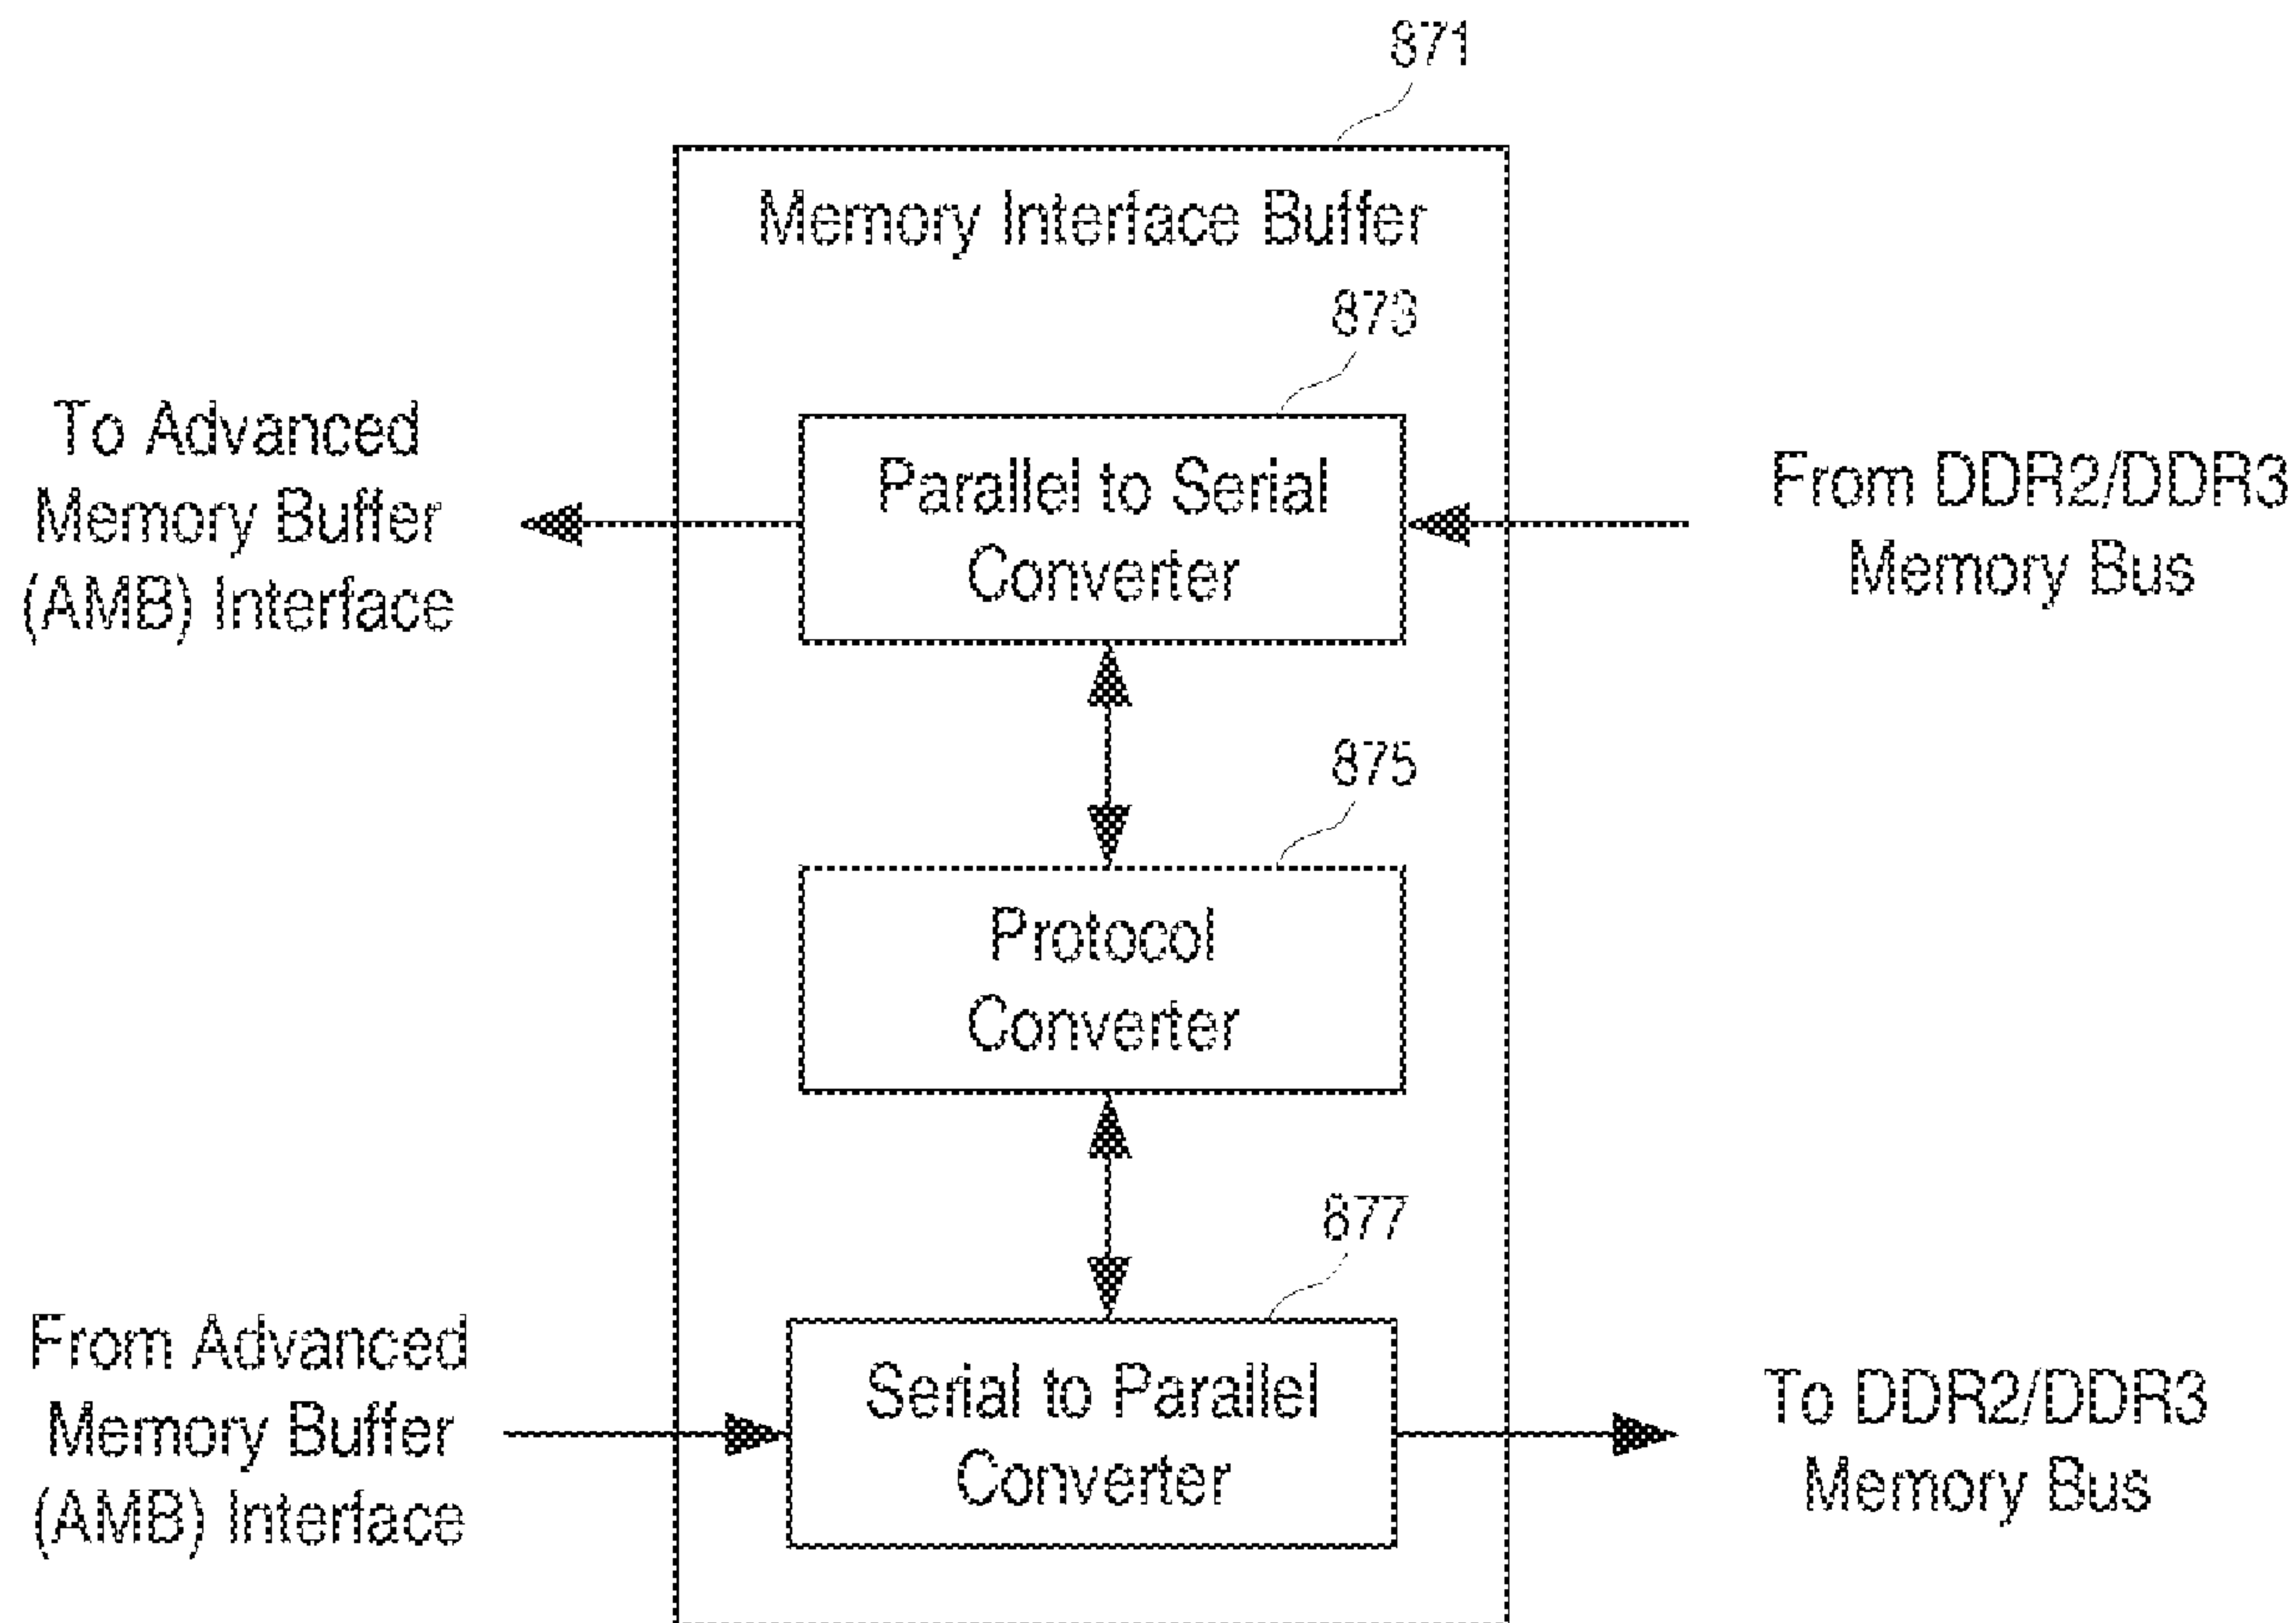 871
Memory Interface Buffer
873
To Advanced
Memory Buffer
(AMB) Interface
Parallel to Serial
Converter
From DDR2/DDR3
Memory Bus
875
Protocol
Converter
877
From Advanced
Memory Buffer
(AMB) Interface
Serial to Parallel
Converter
To DDR2/DDR3
Memory Bus